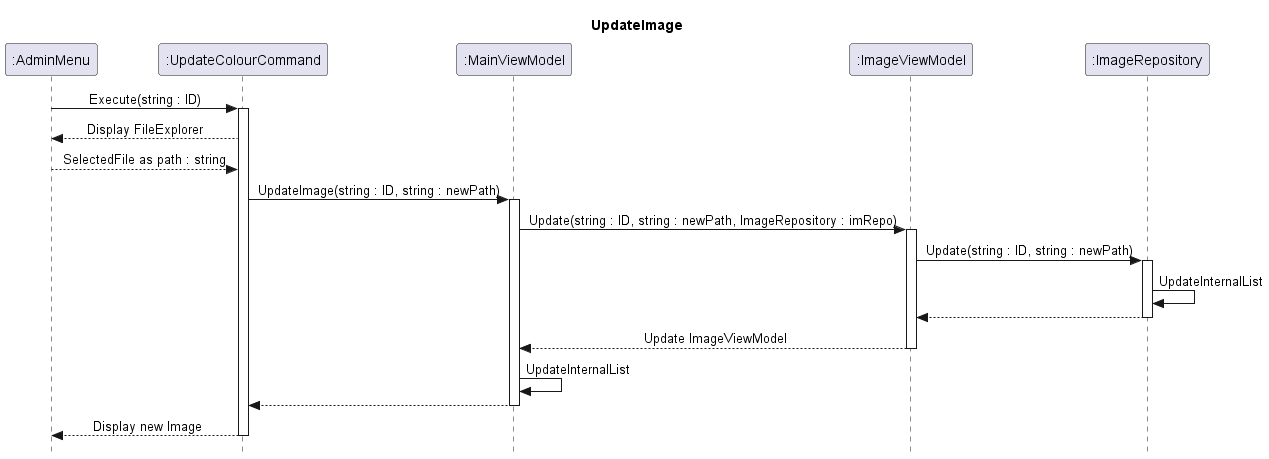 UpdateImage
:AdminMenu
:UpdateColourCommand
:MainViewModel
:ImageViewModel
:ImageRepository
Execute(string : ID)
Display FileExplorer
SelectedFile as path : string
UpdateImage(string : ID, string : newPath)
Update(string : ID, string : newPath, ImageRepository : imRepo)
Update(string : ID, string : newPath)
UpdateInternalList
Update ImageViewModel
UpdateInternalList
Display new Image